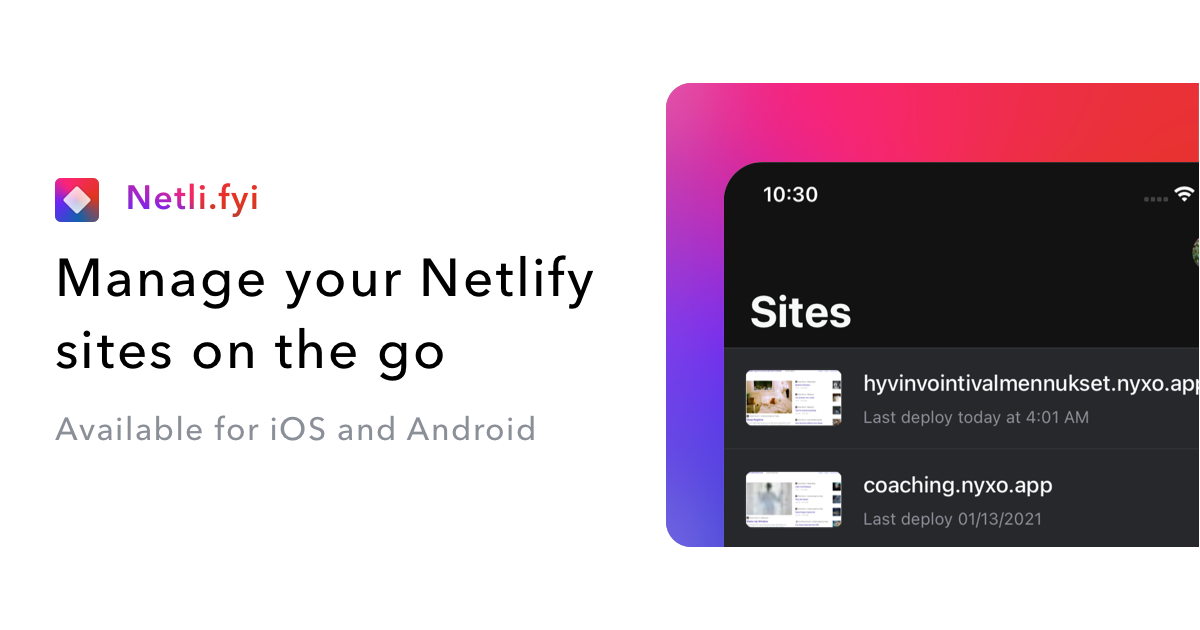 Netli.fyi
Manage your Netlify
sites on the go
Available for iOS and Android
10:30
Sites
hyvinvointivalmennukset.nyxo.app
Last deploy today at 4:01 AM
coaching.nyxo.app
Last deploy 01/13/2021